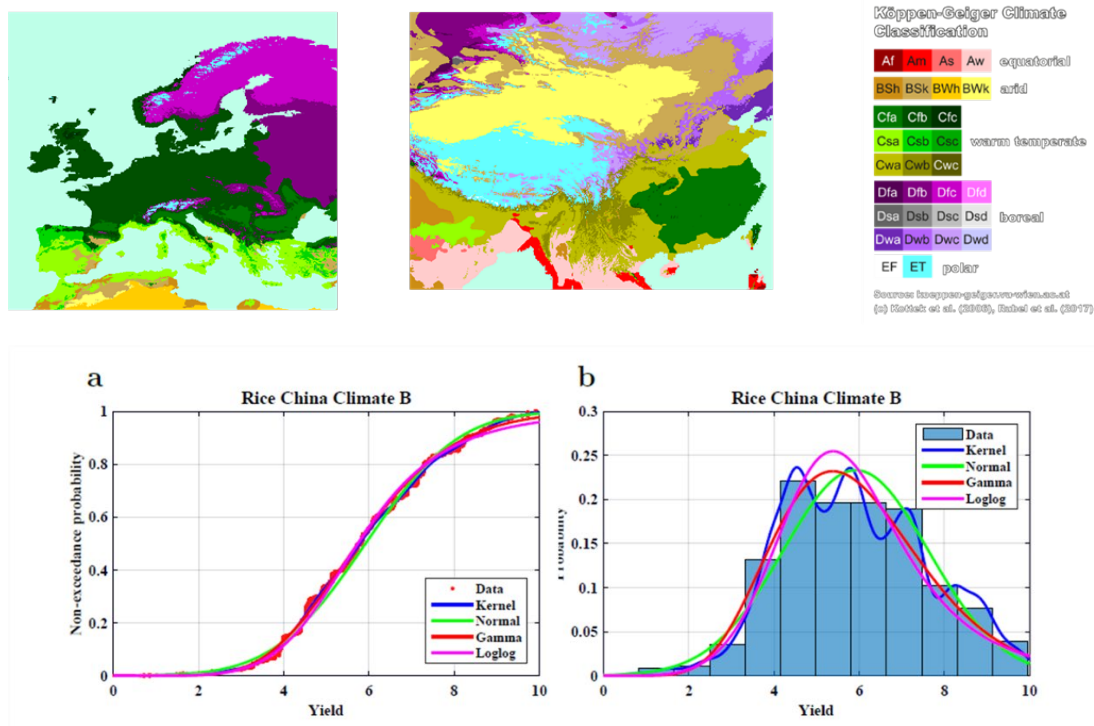 Köppen-Geiger Climate
Classification
Af Am As Aw equatorial
BSh BSk BWh BWk arid
Cfa Cfb Cfc
Csa Csb Csc warm temperate
Cwa Cwb Cwc
Dfa Dfb Dfc Dfd
Dsa Dsb Dsc Dsd boreal
Dwa Dwb Dwc Dwd
EF ET polar
Source: koeppen-geiger.vu-wien.ac.at
(c) Kottek et al. (2006), Rubel et al. (2017)
a
Rice China Climate B
Non-exceedance probability
1
0.8
0.6
0.4
0.2
0
0 2 4 6 8 10
Yield
Data
Kernel
Normal
Gamma
Loglog
b
Rice China Climate B
Probability
0.3
0.25
0.2
0.15
0.1
0.05
0
0 2 4 6 8 10
Yield
Data
Kernel
Normal
Gamma
Loglog